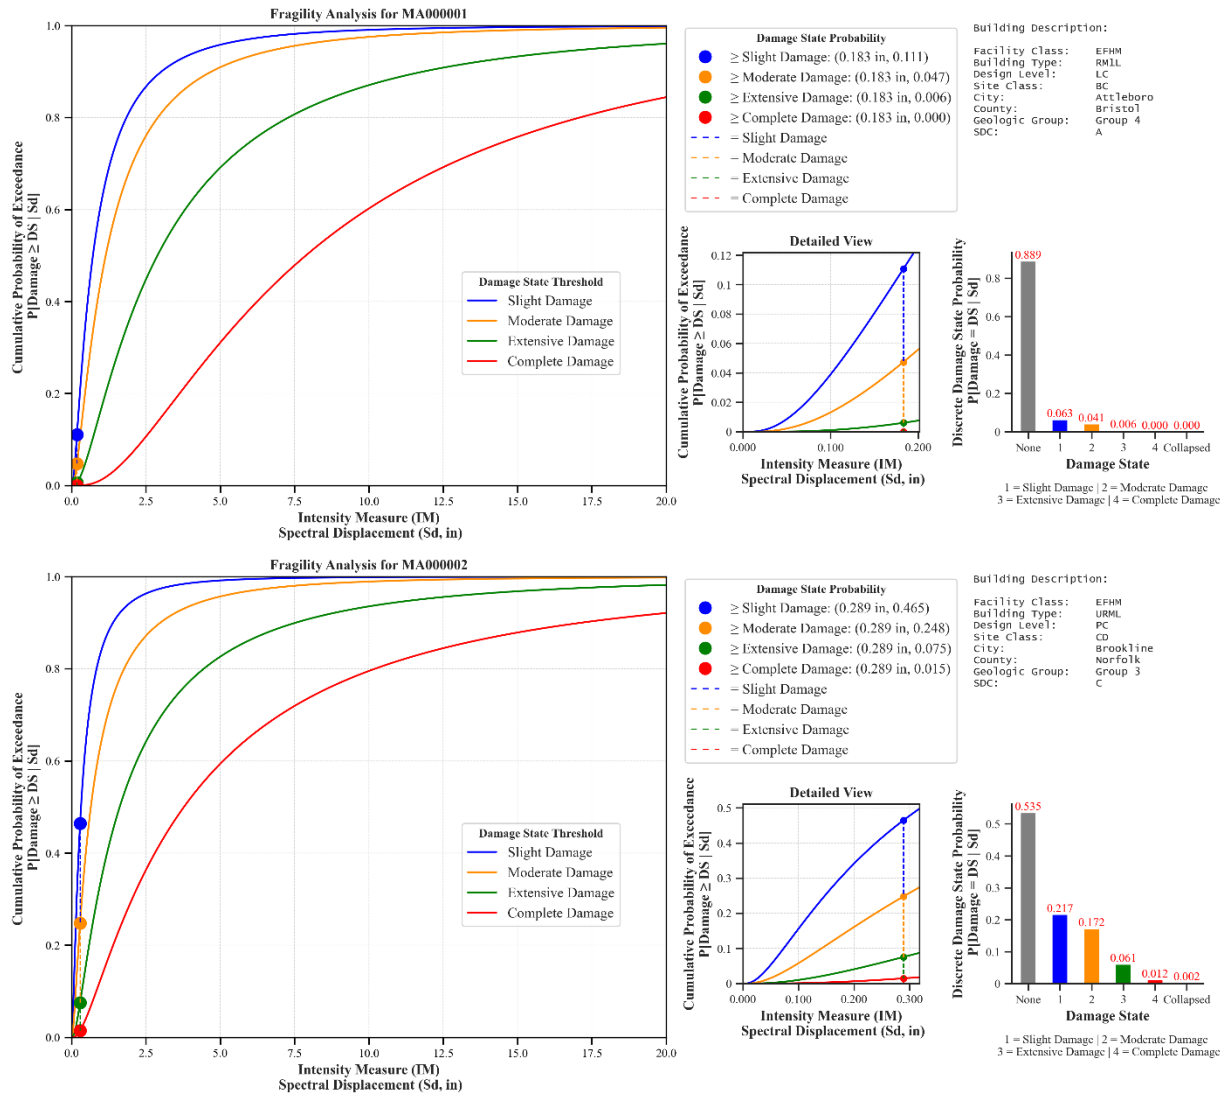 Fragility Analysis for MA000001
Cumulative Probability of Exceedance
P[Damage ≥ DS | Sd]
1.0
0.8
0.6
0.4
0.2
0.0
0.0 2.5 5.0 7.5 10.0 12.5 15.0 17.5 20.0
Intensity Measure (IM)
Spectral Displacement (Sd, in)
Damage State Threshold
Slight Damage
Moderate Damage
Extensive Damage
Complete Damage
Damage State Probability
≥ Slight Damage: (0.183 in, 0.111)
≥ Moderate Damage: (0.183 in, 0.047)
≥ Extensive Damage: (0.183 in, 0.006)
≥ Complete Damage: (0.183 in, 0.000)
= Slight Damage
= Moderate Damage
= Extensive Damage
= Complete Damage
Building Description:
Facility Class: EFHM
Building Type: RM1L
Design Level: LC
Site Class: BC
City: Attleboro
County: Bristol
Geologic Group: Group 4
SDC: A
Detailed View
Cumulative Probability of Exceedance
P[Damage ≥ DS | Sd]
0.12
0.1
0.08
0.06
0.04
0.02
0
0.000 0.100 0.200
Intensity Measure (IM)
Spectral Displacement (Sd, in)
Discrete Damage State Probability
P[Damage = DS | Sd]
0.8
0.6
0.4
0.2
0
0.889 0.063 0.041 0.006 0.000 0.000
None 1 2 3 4 Collapsed
Damage State
1 = Slight Damage | 2 = Moderate Damage
3 = Extensive Damage | 4 = Complete Damage
Fragility Analysis for MA000002
Cumulative Probability of Exceedance
P[Damage ≥ DS | Sd]
1.0
0.8
0.6
0.4
0.2
0.0
0.0 2.5 5.0 7.5 10.0 12.5 15.0 17.5 20.0
Intensity Measure (IM)
Spectral Displacement (Sd, in)
Damage State Threshold
Slight Damage
Moderate Damage
Extensive Damage
Complete Damage
Damage State Probability
≥ Slight Damage: (0.289 in, 0.465)
≥ Moderate Damage: (0.289 in, 0.248)
≥ Extensive Damage: (0.289 in, 0.075)
≥ Complete Damage: (0.289 in, 0.015)
= Slight Damage
= Moderate Damage
= Extensive Damage
= Complete Damage
Building Description:
Facility Class: EFHM
Building Type: URML
Design Level: PC
Site Class: CD
City: Brookline
County: Norfolk
Geologic Group: Group 3
SDC: C
Detailed View
Cumulative Probability of Exceedance
P[Damage ≥ DS | Sd]
0.5
0.4
0.3
0.2
0.1
0
0.000 0.100 0.200 0.300
Intensity Measure (IM)
Spectral Displacement (Sd, in)
Discrete Damage State Probability
P[Damage = DS | Sd]
0.5
0.4
0.3
0.2
0.1
0
0.535 0.217 0.172 0.061 0.012 0.002
None 1 2 3 4 Collapsed
Damage State
1 = Slight Damage | 2 = Moderate Damage
3 = Extensive Damage | 4 = Complete Damage